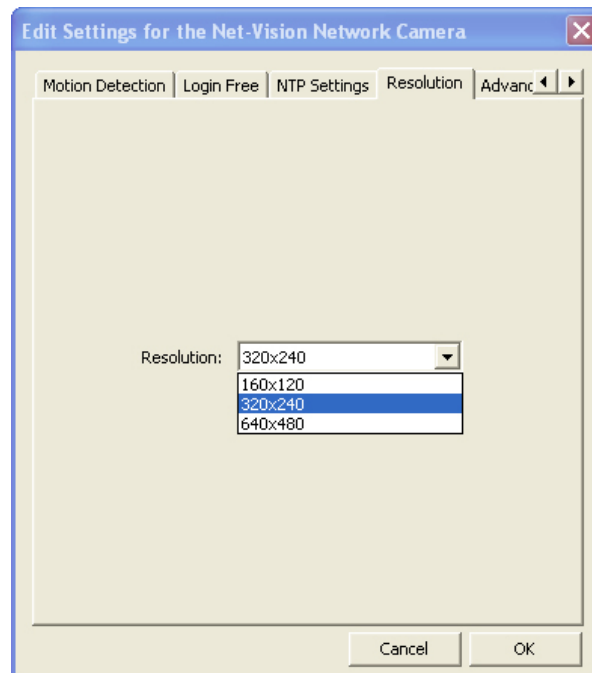 Edit Settings for the Net-Vision Network Camera
Motion Detection Login Free NTP Settings Resolution Advanc
Resolution: 320x240
160x120
320x240
640x480
Cancel OK